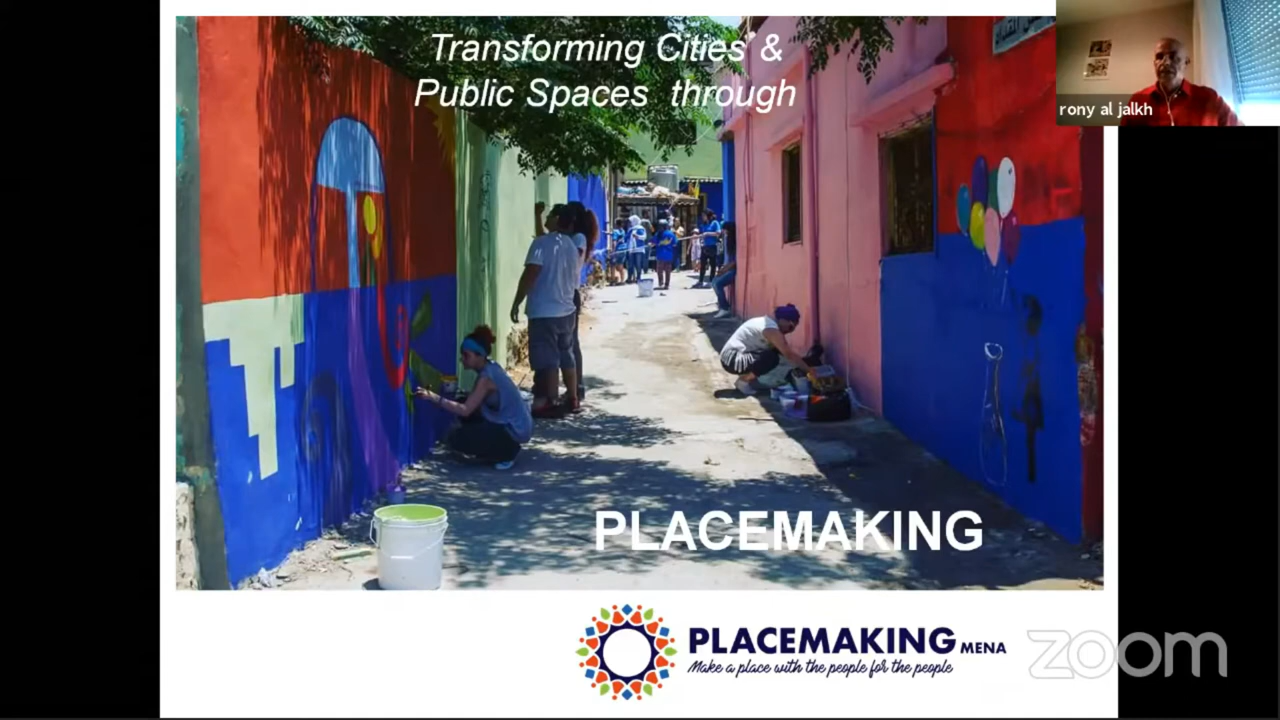 Transforming Cities &
Public Spaces through
rony al jalkh
PLACEMAKING
PLACEMAKING MENA
Make a place with the people for the people
zoom